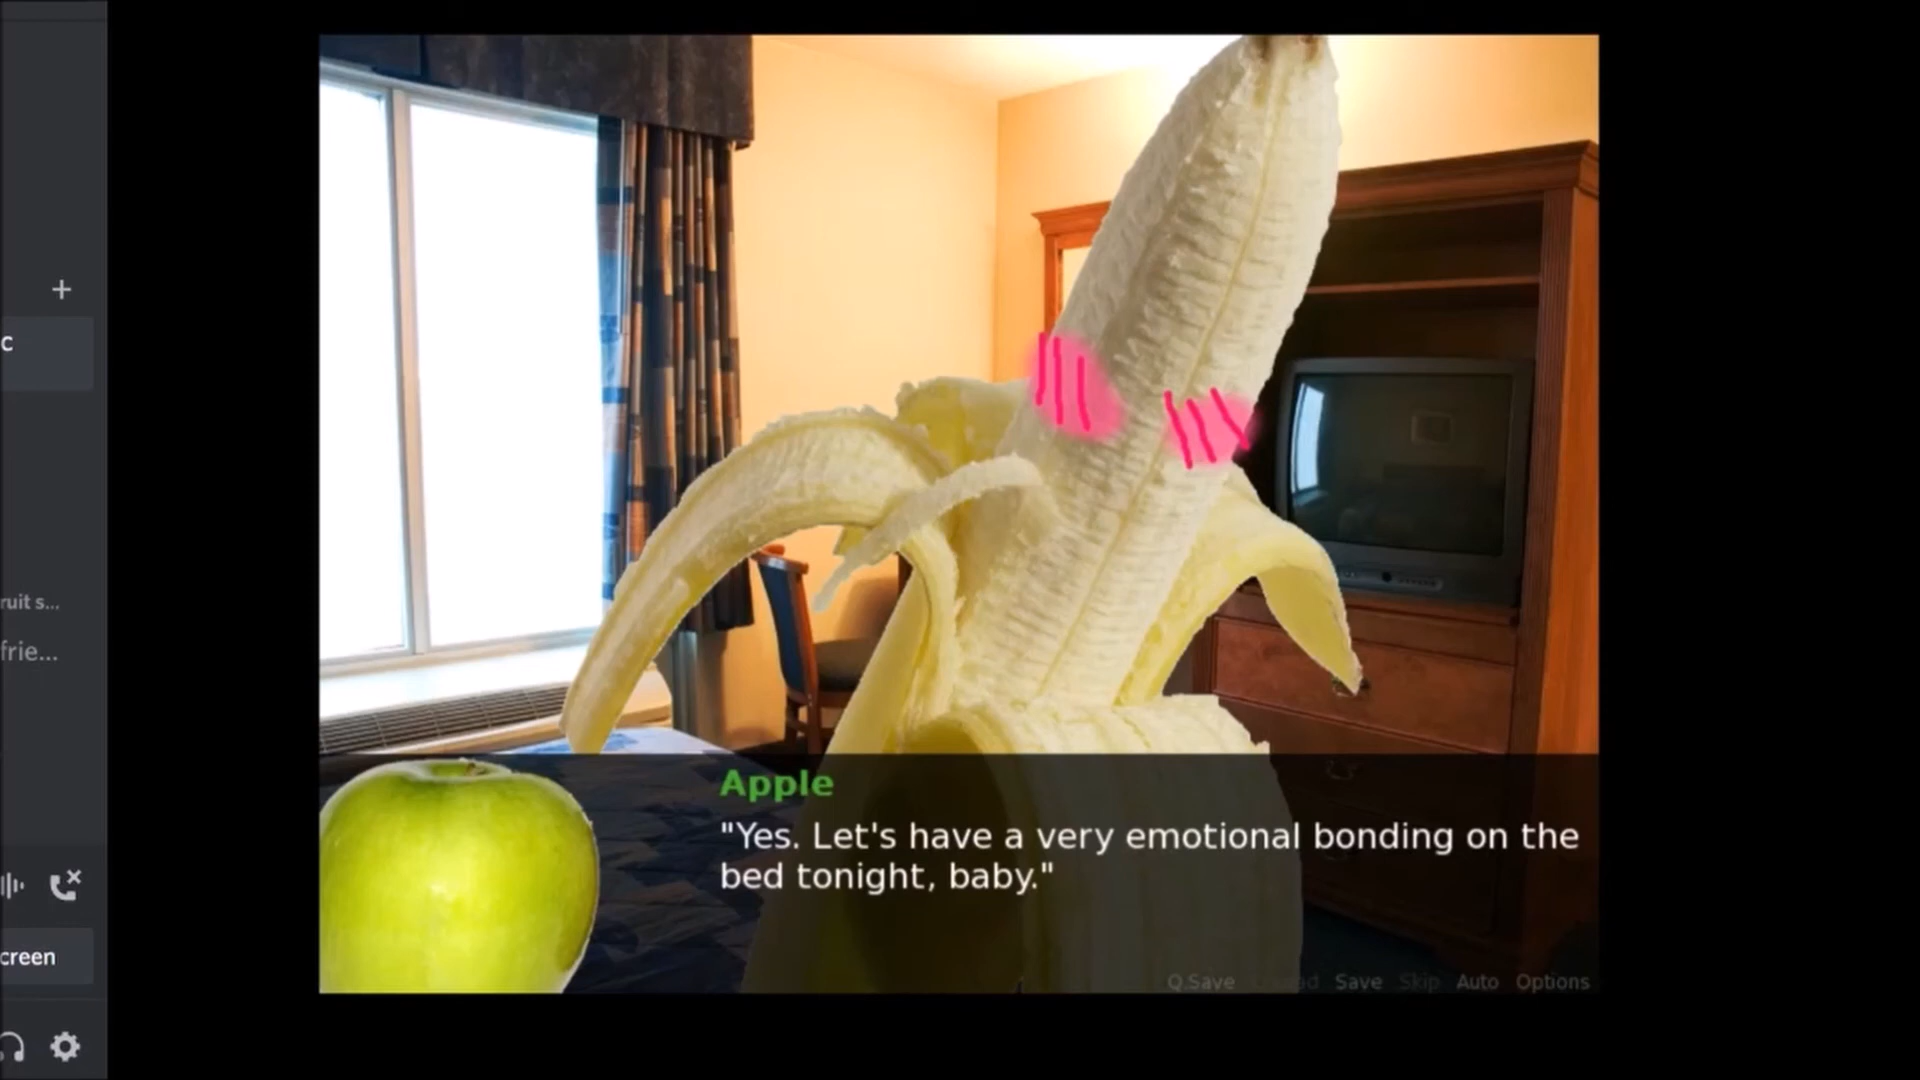 c
ruit s...
frie...
creen
Apple
"Yes. Let's have a very emotional bonding on the
bed tonight, baby."
Q.Save Save Skip Auto Options